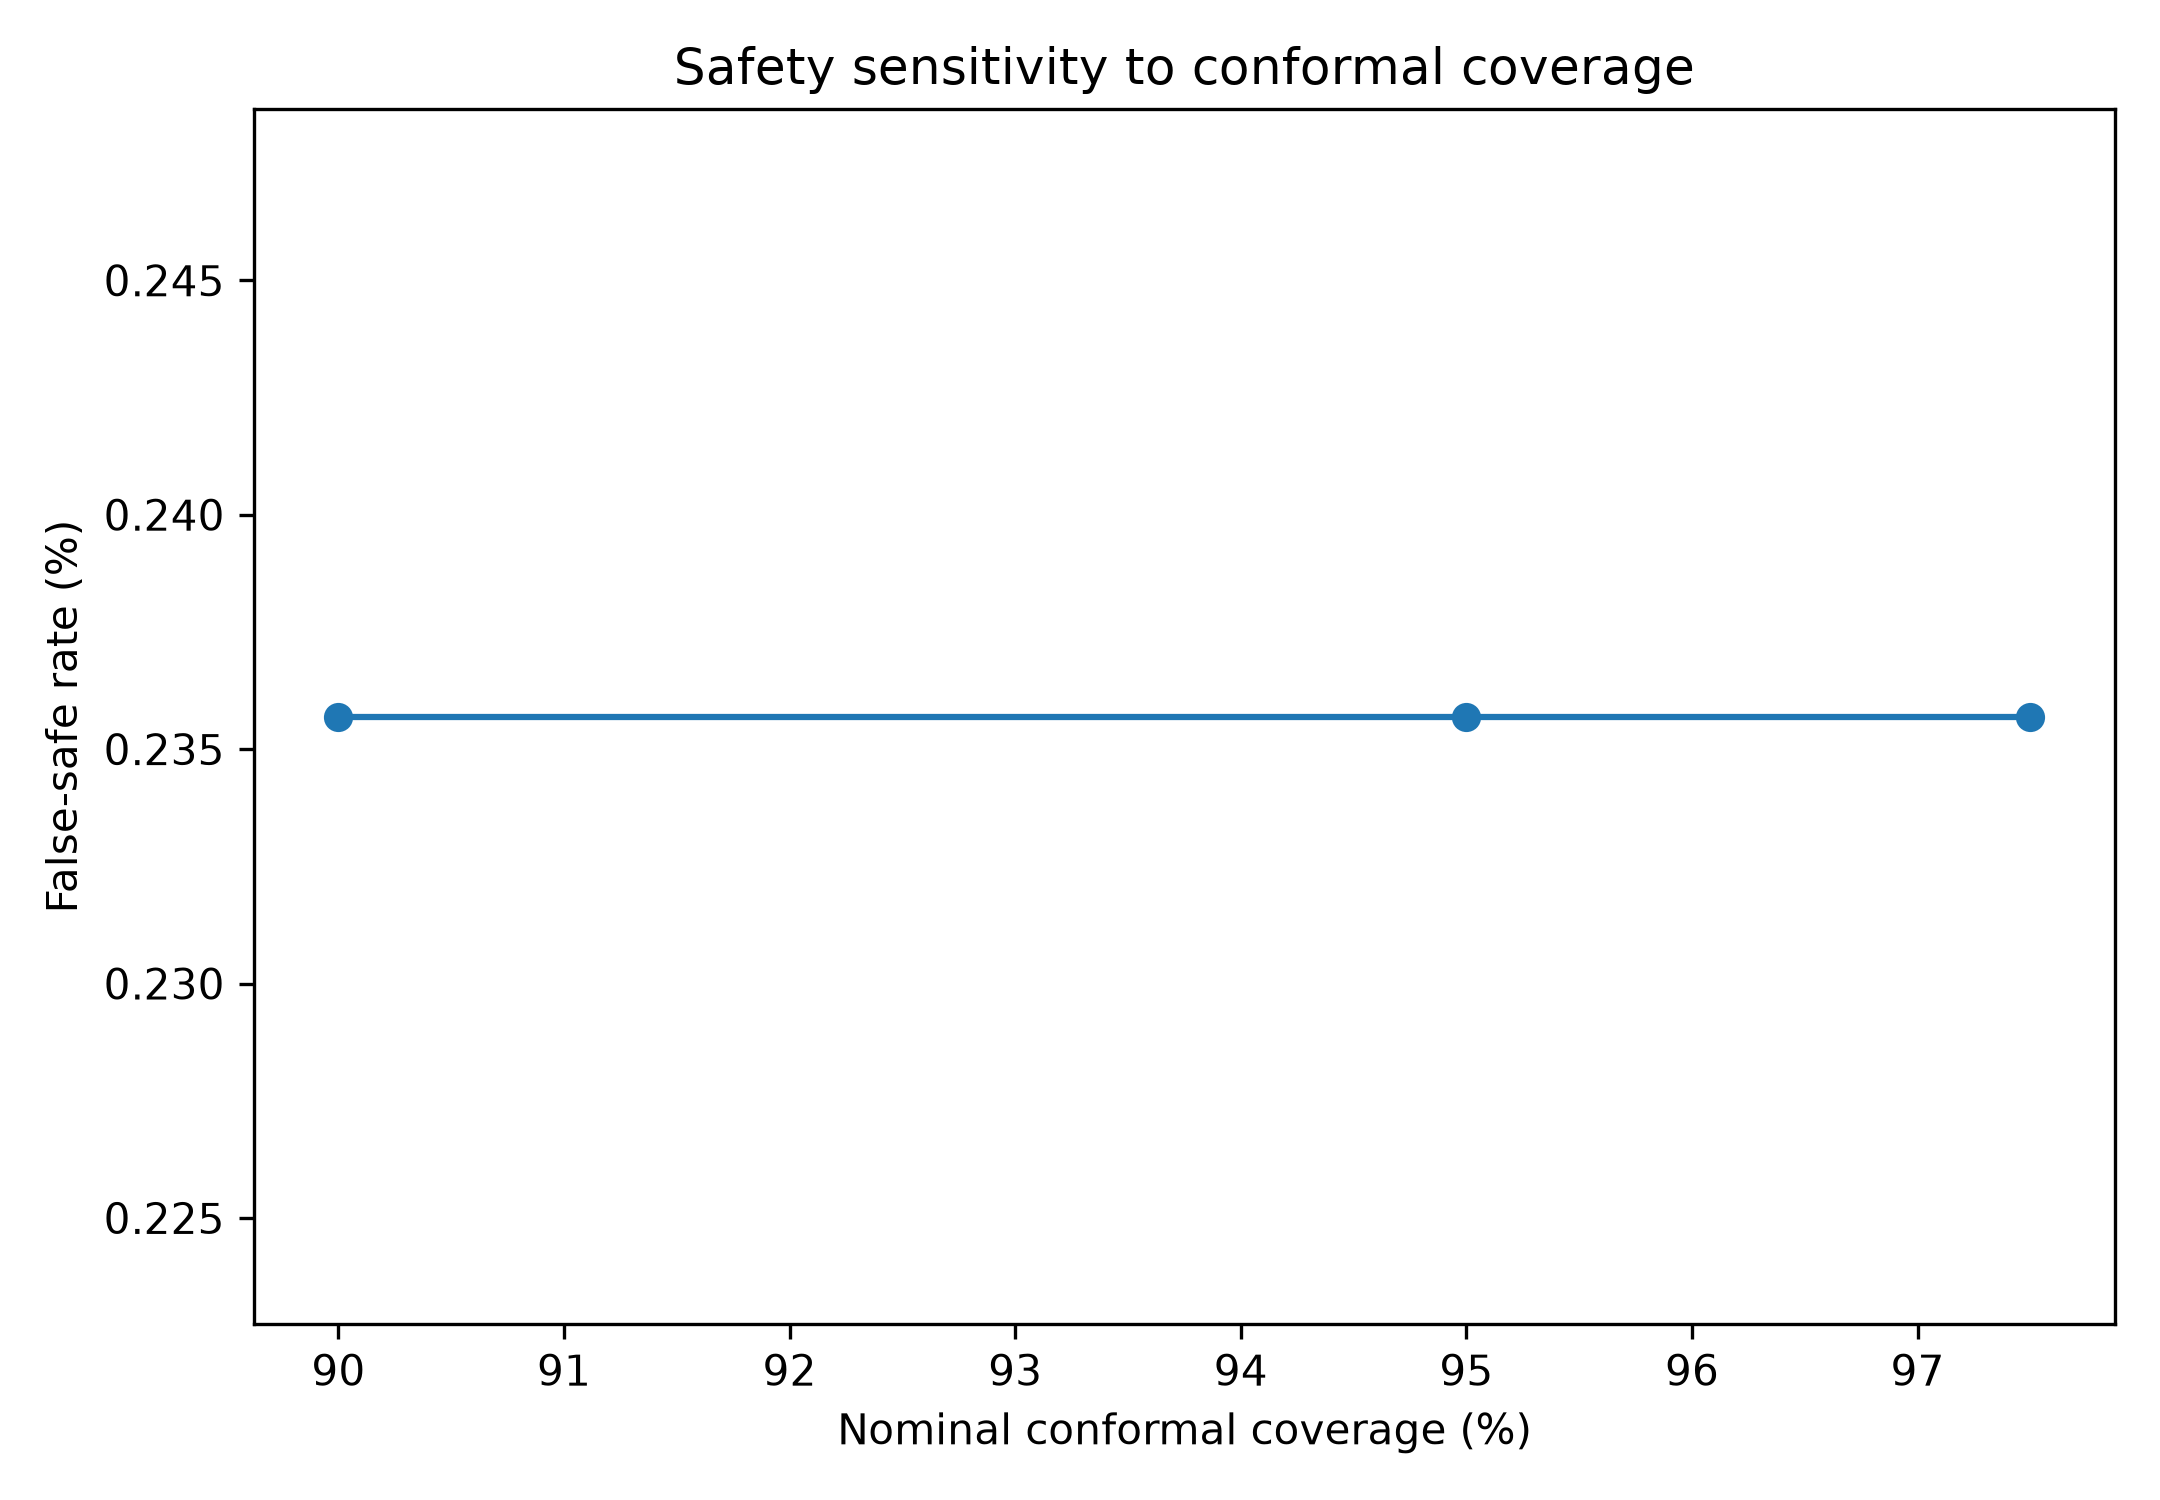 Safety sensitivity to conformal coverage
False-safe rate (%)
0.245
0.240
0.235
0.230
0.225
90 91 92 93 94 95 96 97
Nominal conformal coverage (%)